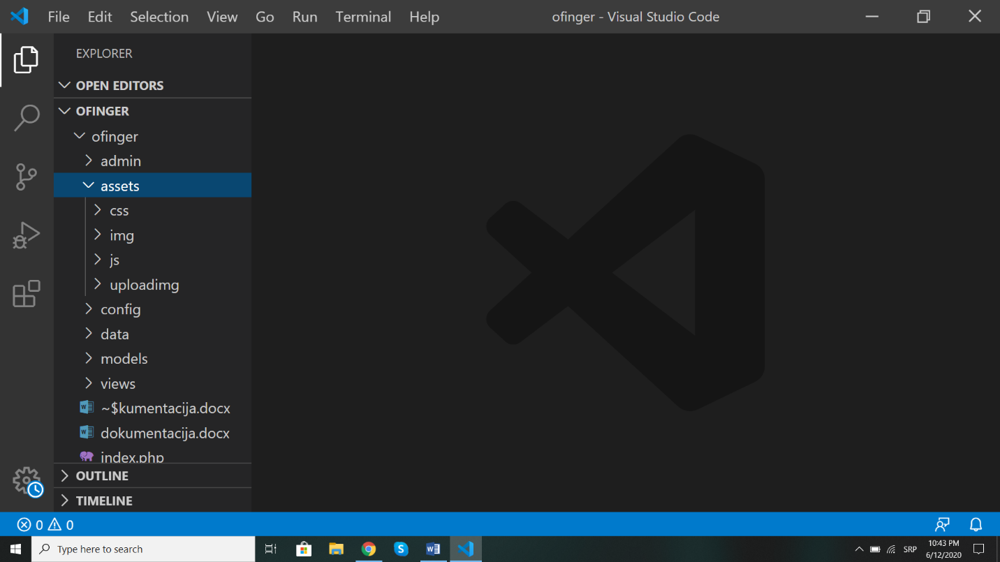 File Edit Selection View Go Run Terminal Help ofinger - Visual Studio Code
EXPLORER
OPEN EDITORS
OFINGER
ofinger
admin
assets
css
img
js
uploadimg
config
data
models
views
~$kumentacija.docx
dokumentacija.docx
index.php
OUTLINE
TIMELINE
0 0
Type here to search
SRP
10:43 PM
6/12/2020